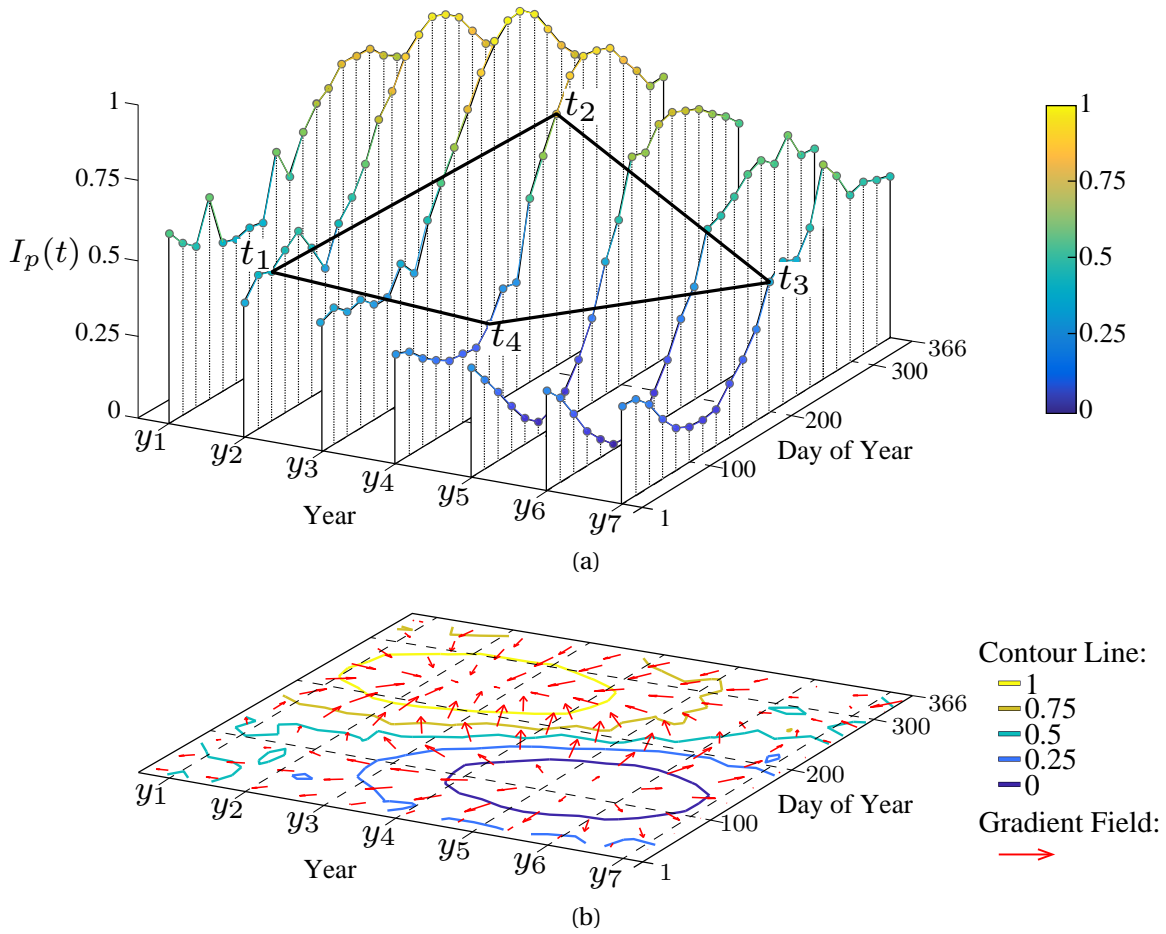 1
0.75
0.5
0.25
0
I_p(t)
t_1
t_2
t_3
t_4
y_1
y_2
y_3
y_4
y_5
y_6
y_7
Year
1
100
200
300
366
Day of Year
1
0.75
0.5
0.25
0
(a)
y_1
y_2
y_3
y_4
y_5
y_6
y_7
Year
1
100
200
300
366
Day of Year
Contour Line:
1
0.75
0.5
0.25
0
Gradient Field:
(b)